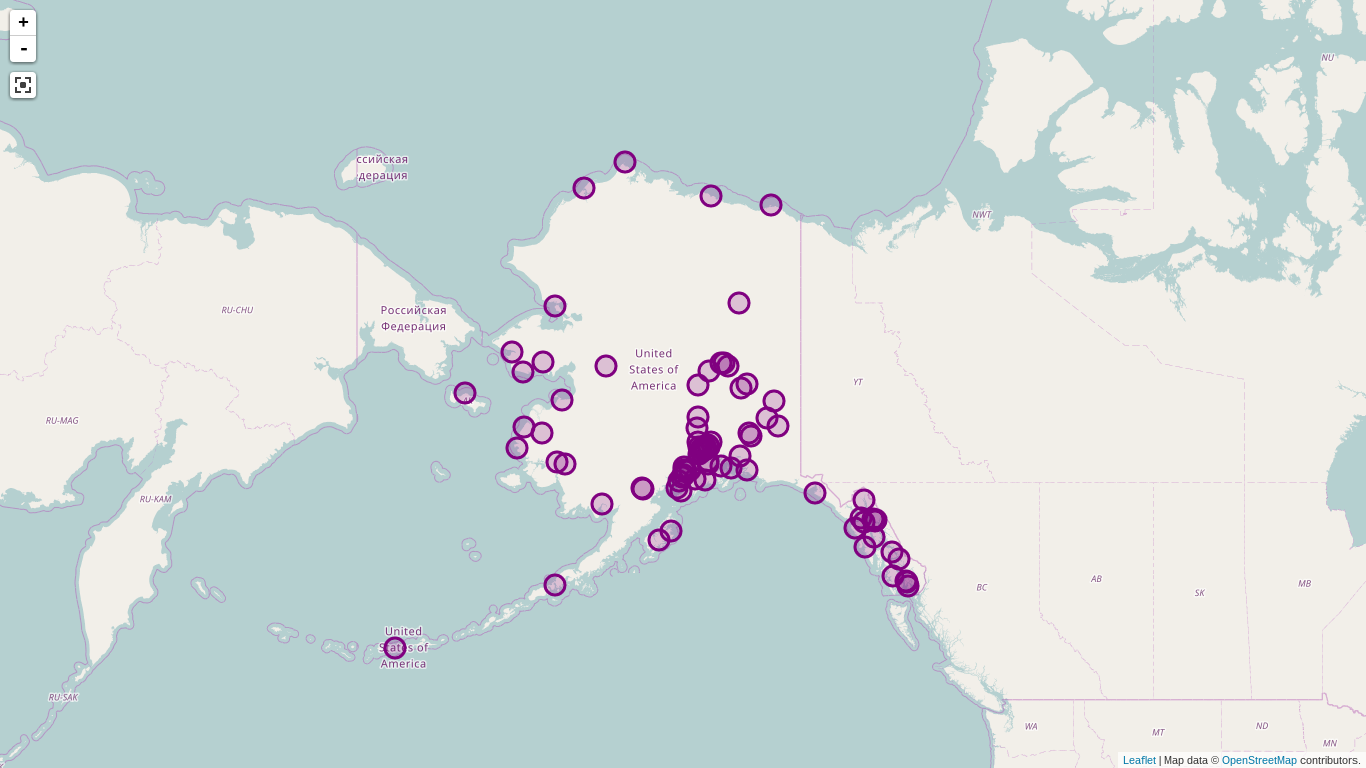 +
-
NU
ссийская
дерация
NWT
RU-CHU
Российская
Федерация
United
States of
America
YT
RU-MAG
RU-KAM
AB
BC
SK
MB
United
States of
America
RU-SAK
WA
MT
ND
MN
Leaflet | Map data © OpenStreetMap contributors.